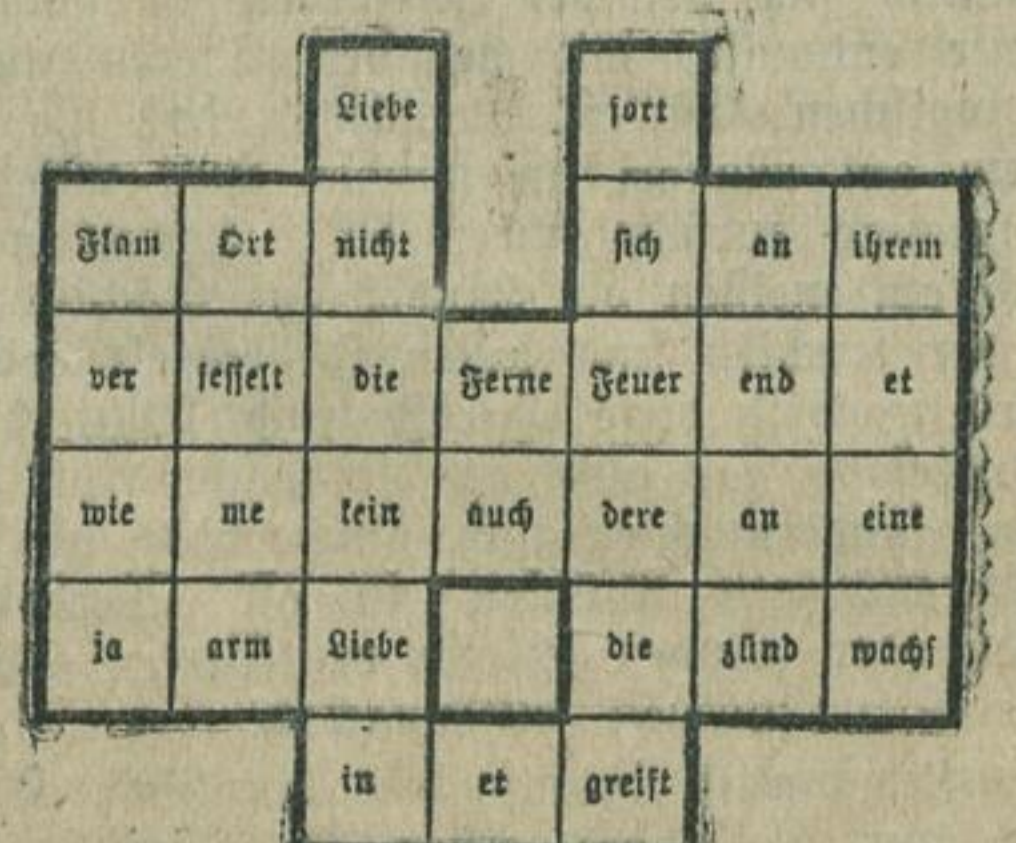 Liebe fort
Flam Ort nicht sich an ihrem
ver fesselt die Ferne Feuer end et
wie me kein auch dere an eine
ja arm Liebe die zünd wachs
in et greift